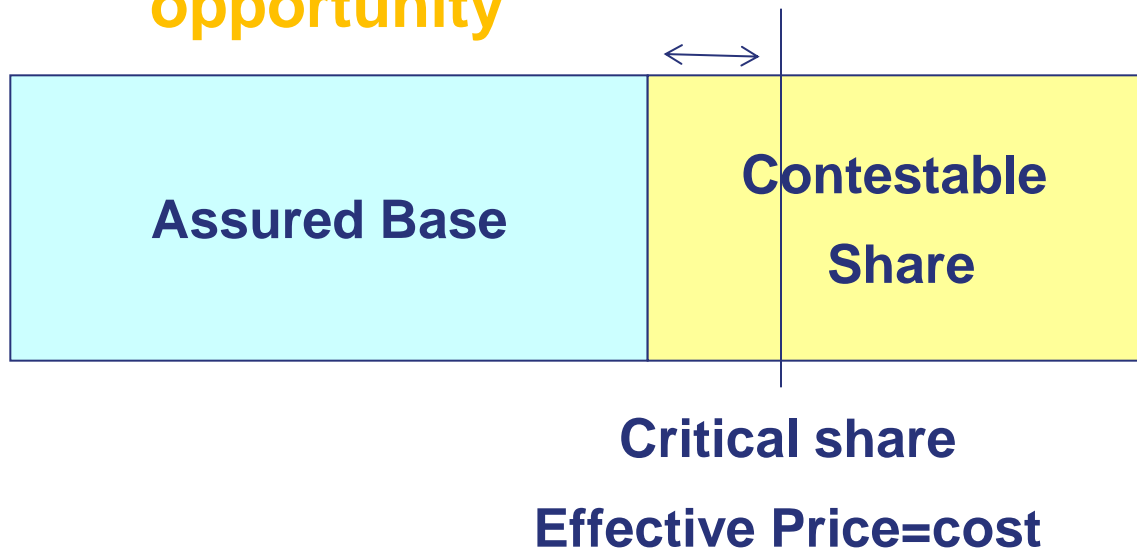 opportunity
Assured Base
Contestable
Share
Critical share
Effective Price=cost